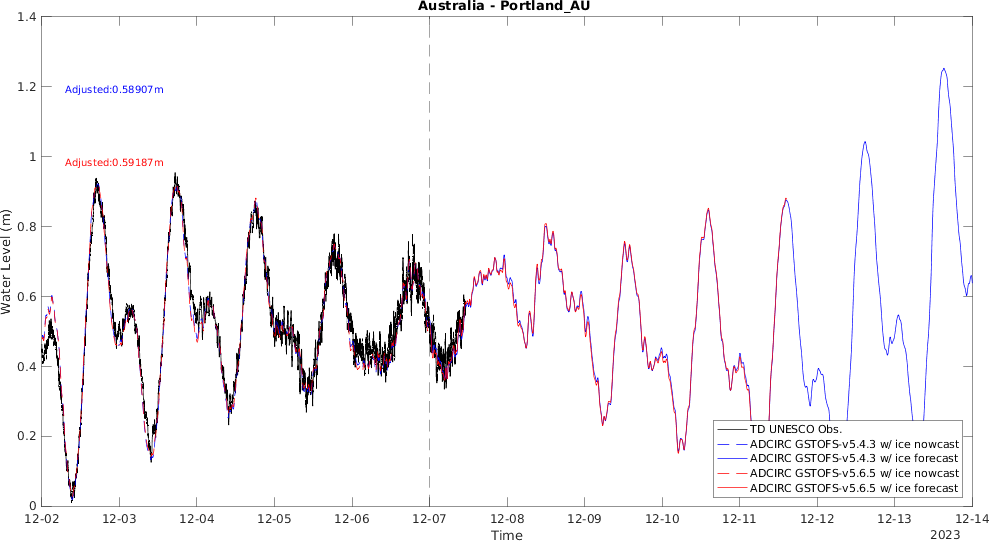 Australia - Portland_AU
1.4
1.2
1
0.8
0.6
0.4
0.2
0
Water Level (m)
Adjusted:0.58907m
Adjusted:0.59187m
TD UNESCO Obs.
ADCIRC GSTOFS-v5.4.3 w/ ice nowcast
ADCIRC GSTOFS-v5.4.3 w/ ice forecast
ADCIRC GSTOFS-v5.6.5 w/ ice nowcast
ADCIRC GSTOFS-v5.6.5 w/ ice forecast
12-02 12-03 12-04 12-05 12-06 12-07 12-08 12-09 12-10 12-11 12-12 12-13 12-14
Time
2023